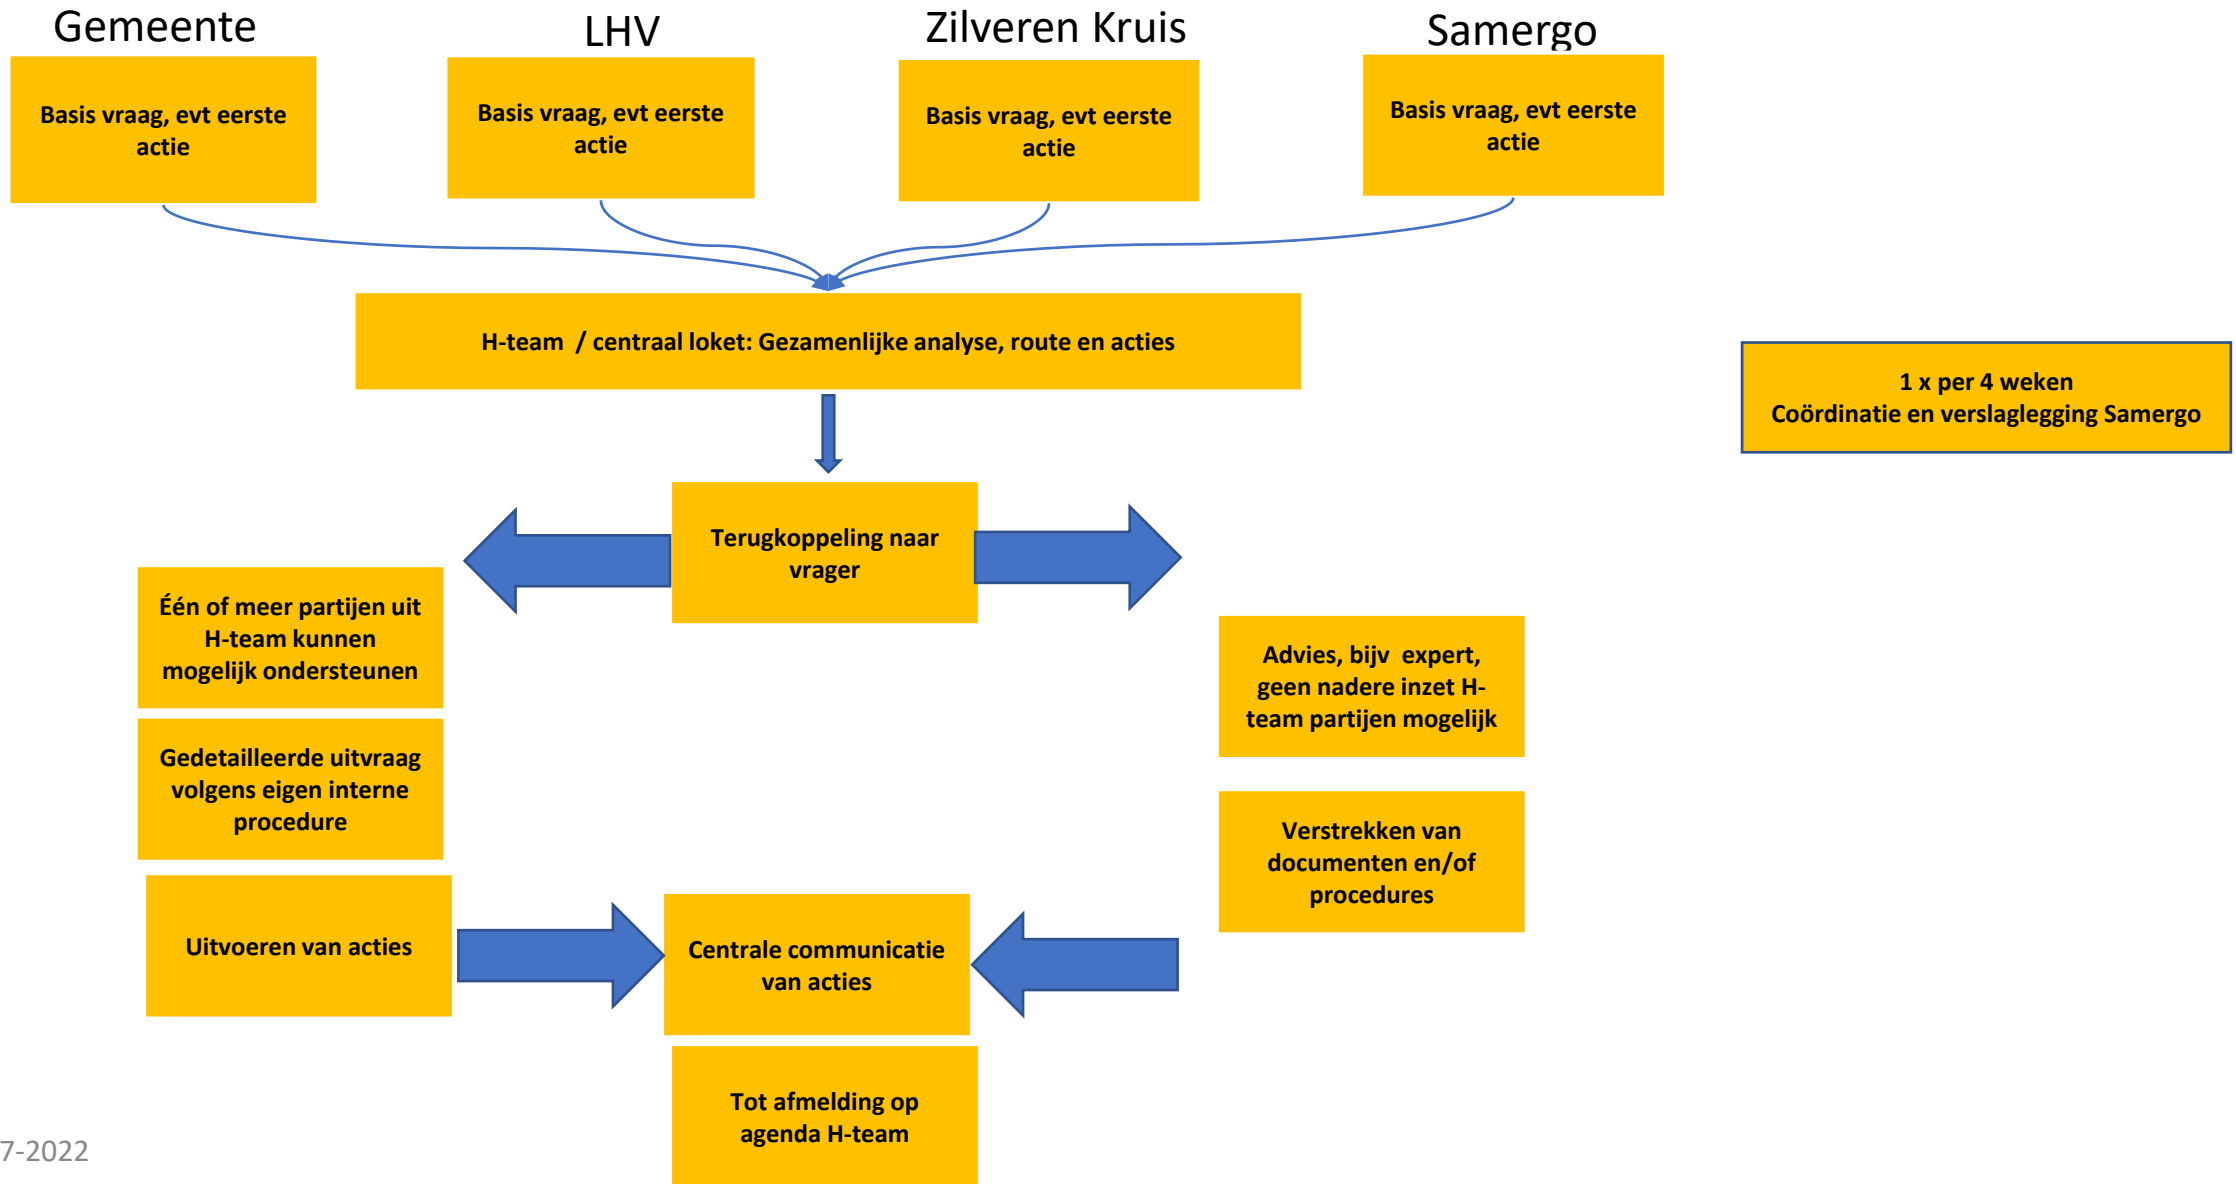 Gemeente
LHV
Zilveren Kruis
Samergo
Basis vraag, evt eerste
actie
Basis vraag, evt eerste
actie
Basis vraag, evt eerste
actie
Basis vraag, evt eerste
actie
H-team / centraal loket: Gezamenlijke analyse, route en acties
1 x per 4 weken
Coördinatie en verslaglegging Samergo
Terugkoppeling naar
vrager
Één of meer partijen uit
H-team kunnen
mogelijk ondersteunen
Advies, bijv expert,
geen nadere inzet H-
team partijen mogelijk
Gedetailleerde uitvraag
volgens eigen interne
procedure
Verstrekken van
documenten en/of
procedures
Uitvoeren van acties
Centrale communicatie
van acties
Tot afmelding op
agenda H-team
7-2022